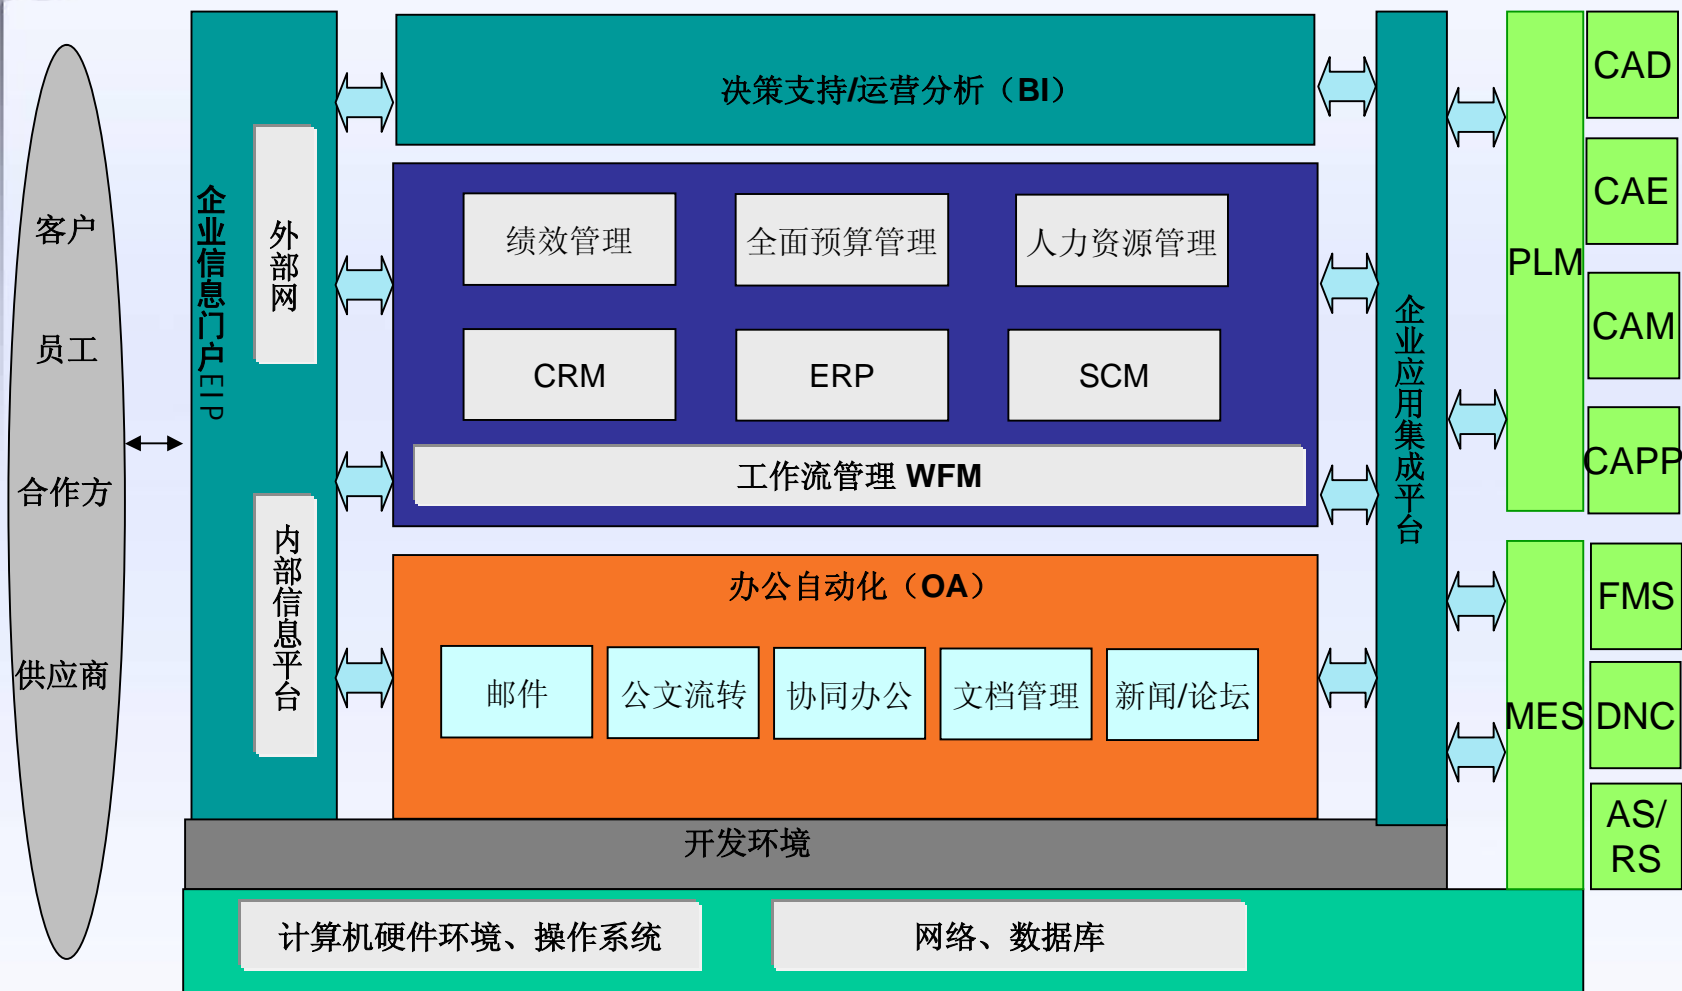 客户
员工
合作方
供应商
企业信息门户EIP
外部网
内部信息平台
决策支持/运营分析（BI）
绩效管理
全面预算管理
人力资源管理
CRM
ERP
SCM
工作流管理 WFM
办公自动化（OA）
邮件
公文流转
协同办公
文档管理
新闻/论坛
企业应用集成平台
PLM
CAD
CAE
CAM
CAPP
MES
FMS
DNC
AS/
RS
开发环境
计算机硬件环境、操作系统
网络、数据库